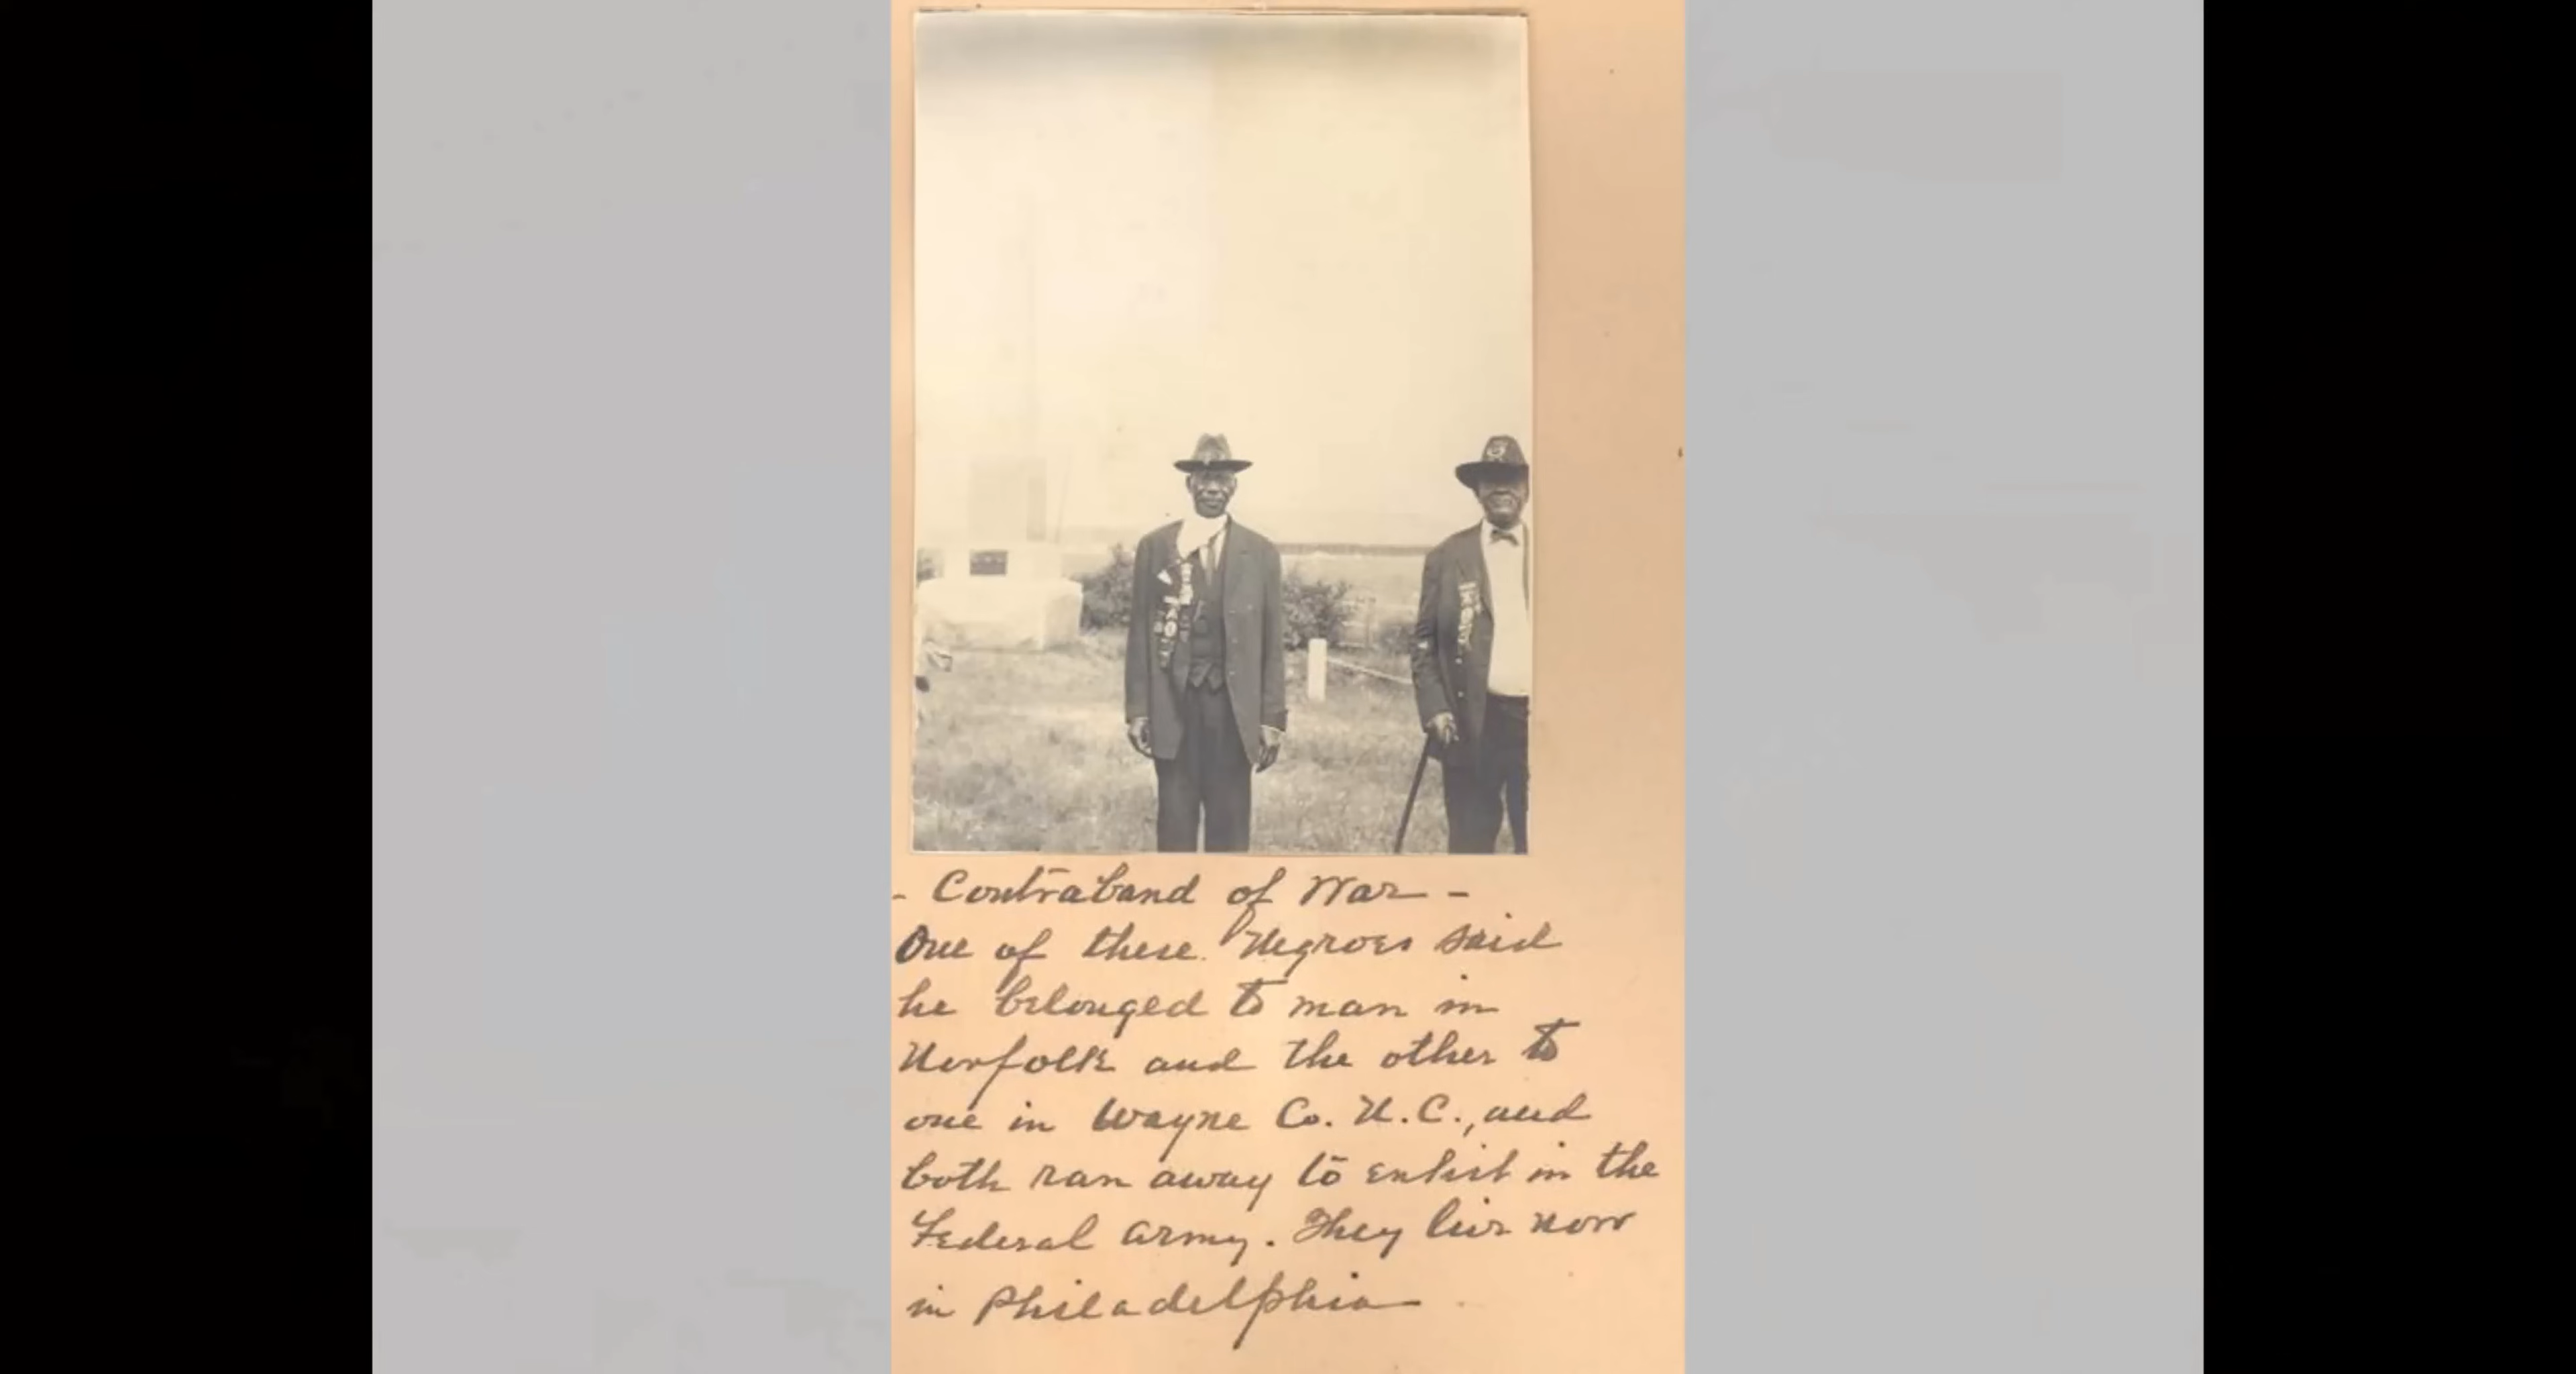 - Contraband of War -
One of these Negroes said
he belonged to man in
Norfolk and the other to
one in Wayne Co. N.C., and
both ran away to enlist in the
Federal army. They live now
in Philadelphia